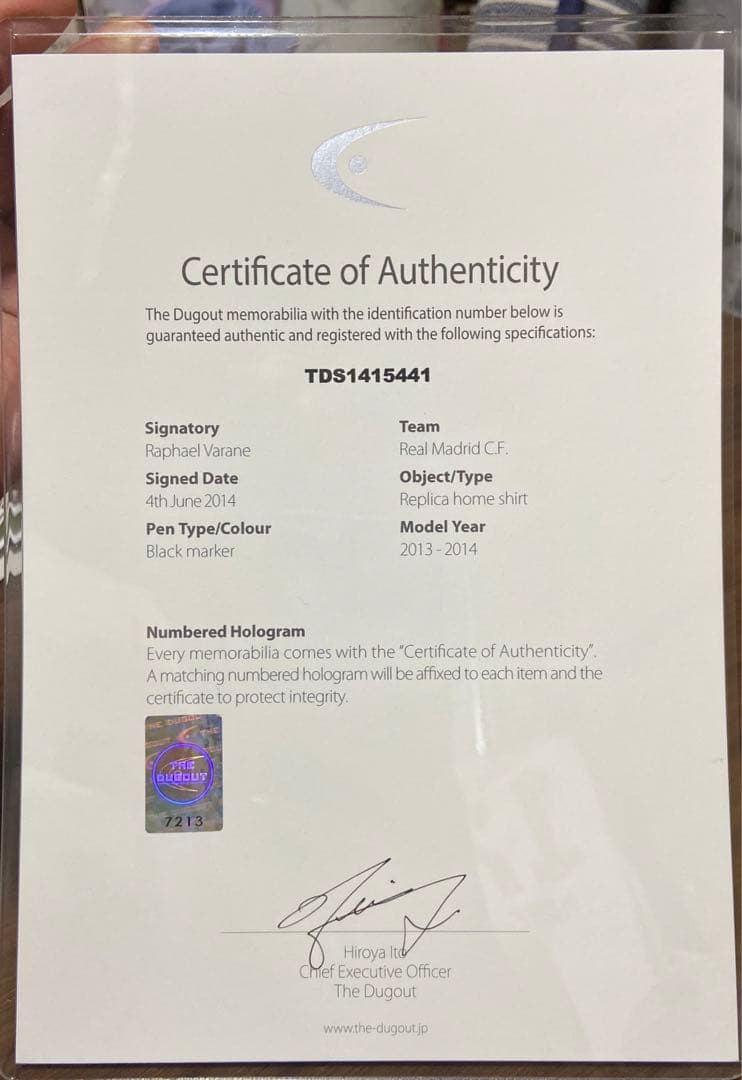 Certificate of Authenticity
The Dugout memorabilia with the identification number below is
guaranteed authentic and registered with the following specifications:
TDS1415441
Signatory
Raphael Varane
Team
Real Madrid C.F.
Signed Date
4th June 2014
Object/Type
Replica home shirt
Pen Type/Colour
Black marker
Model Year
2013 - 2014
Numbered Hologram
Every memorabilia comes with the "Certificate of Authenticity".
A matching numbered hologram will be affixed to each item and the
certificate to protect integrity.
THE
DUGOUT
7213
Hiroya Ito
Chief Executive Officer
The Dugout
www.the-dugout.jp